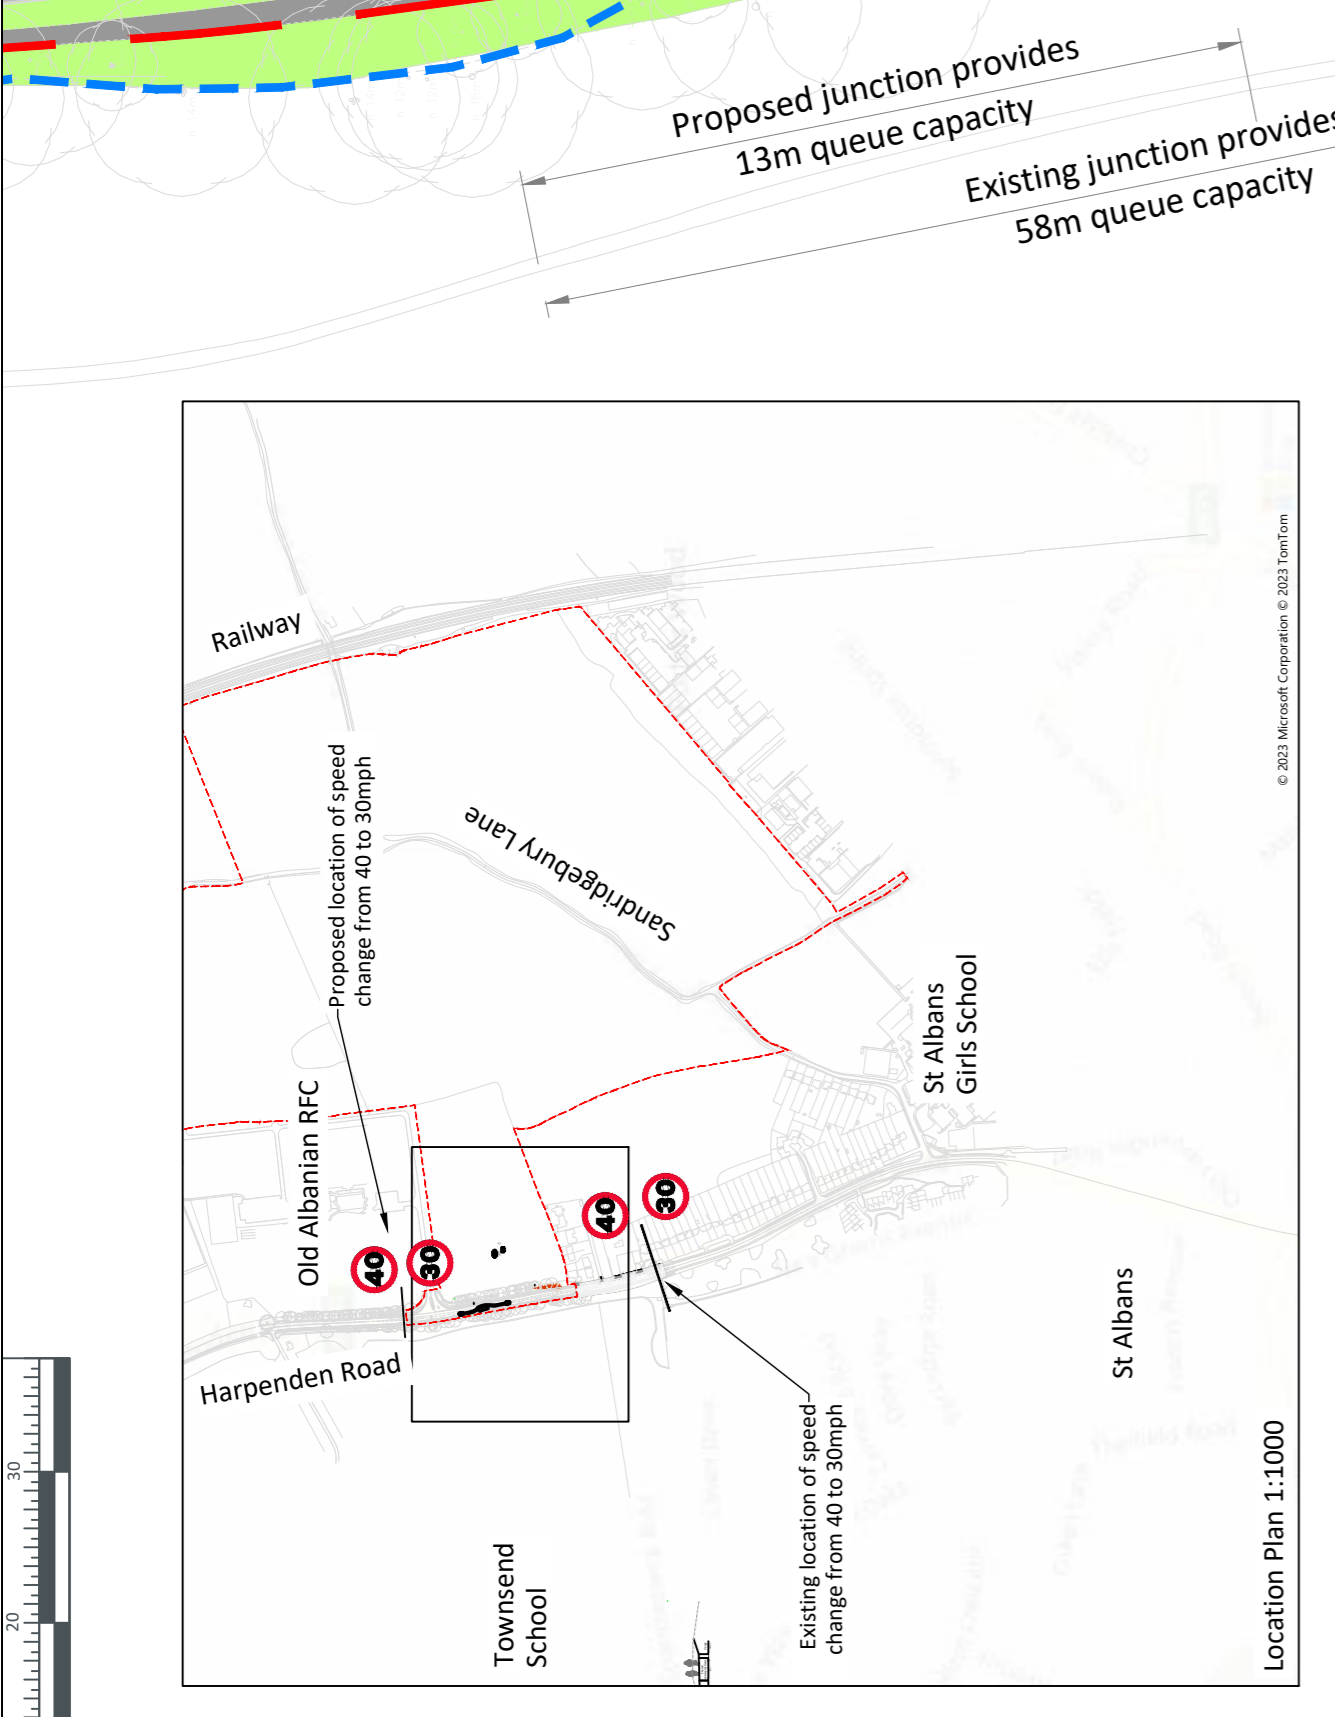 Proposed junction provides
13m queue capacity
Existing junction provides
58m queue capacity
Railway
Proposed location of speed
change from 40 to 30mph
Sandridgebury Lane
Old Albanian RFC
40
30
Harpenden Road
40
30
St Albans
Girls School
Existing location of speed
change from 40 to 30mph
Townsend
School
St Albans
© 2023 Microsoft Corporation © 2023 TomTom
Location Plan 1:1000
30
20